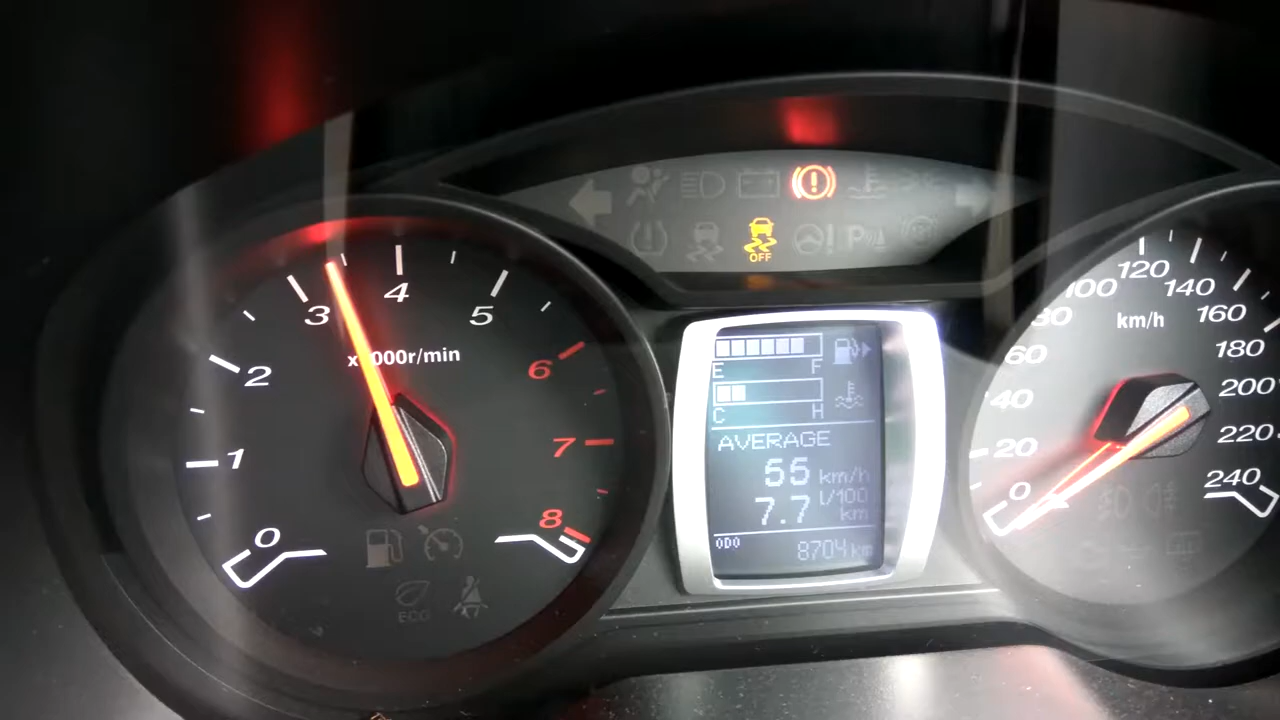 OFF
0 1 2 3 4 5 6 7 8
r/min
ECO
E F
C H
AVERAGE
55 km/h
7.7 l/100 km
ODO 8704 km
0 20 40 60 80 100 120 140 160 180 200 220 240
km/h
P